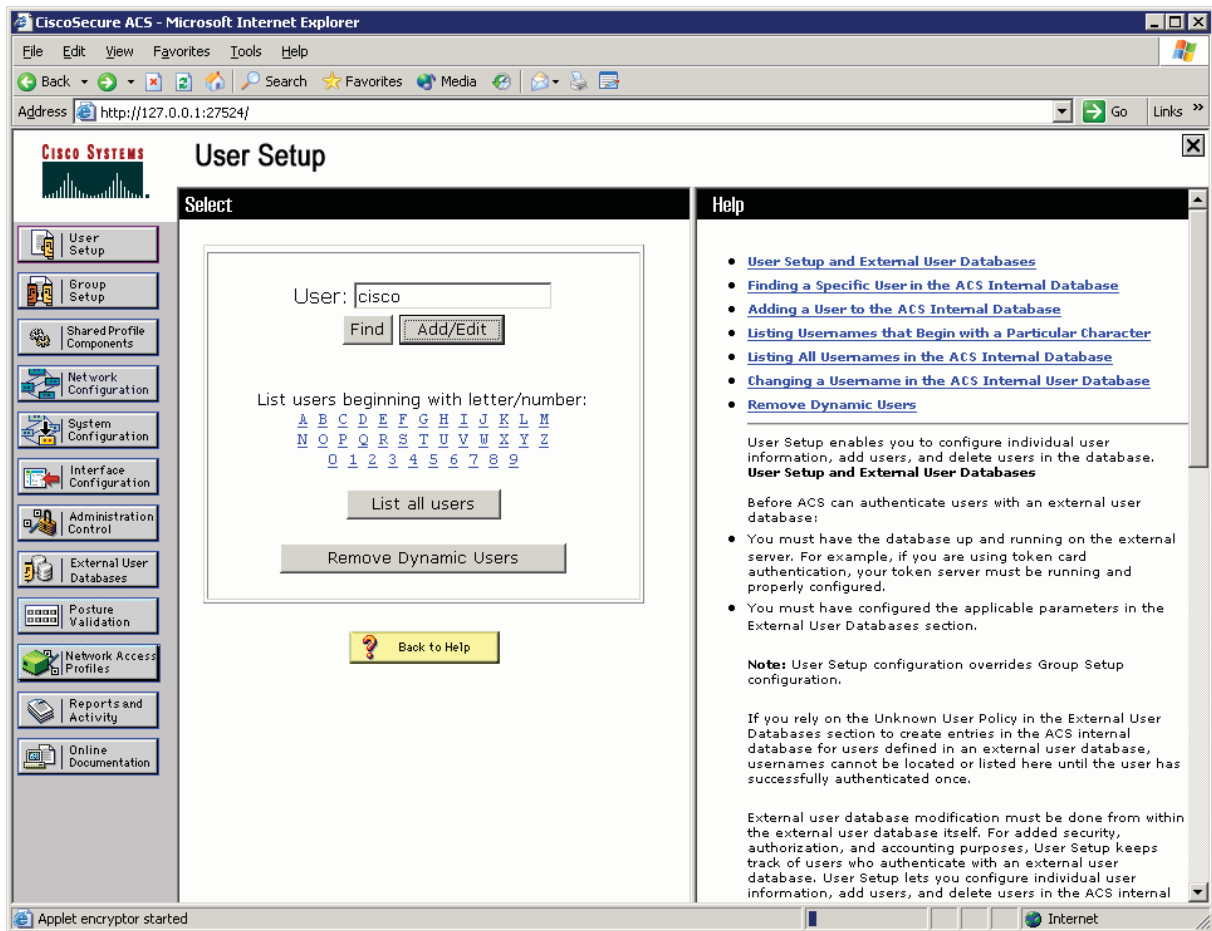 CiscoSecure ACS - Microsoft Internet Explorer
File Edit View Favorites Tools Help
Back Search Favorites Media
Address http://127.0.0.1:27524/ Go Links »
CISCO SYSTEMS
User Setup
Select
Help
User
Setup
Group
Setup
Shared Profile
Components
Network
Configuration
System
Configuration
Interface
Configuration
Administration
Control
External User
Databases
Posture
Validation
Network Access
Profiles
Reports and
Activity
Online
Documentation
User: cisco
Find Add/Edit
List users beginning with letter/number:
A B C D E F G H I J K L M
N O P Q R S T U V W X Y Z
0 1 2 3 4 5 6 7 8 9
List all users
Remove Dynamic Users
Back to Help
• User Setup and External User Databases
• Finding a Specific User in the ACS Internal Database
• Adding a User to the ACS Internal Database
• Listing Usernames that Begin with a Particular Character
• Listing All Usernames in the ACS Internal Database
• Changing a Username in the ACS Internal User Database
• Remove Dynamic Users
User Setup enables you to configure individual user
information, add users, and delete users in the database.
User Setup and External User Databases
Before ACS can authenticate users with an external user
database:
• You must have the database up and running on the external
server. For example, if you are using token card
authentication, your token server must be running and
properly configured.
• You must have configured the applicable parameters in the
External User Databases section.
Note: User Setup configuration overrides Group Setup
configuration.
If you rely on the Unknown User Policy in the External User
Databases section to create entries in the ACS internal
database for users defined in an external user database,
usernames cannot be located or listed here until the user has
successfully authenticated once.
External user database modification must be done from within
the external user database itself. For added security,
authorization, and accounting purposes, User Setup keeps
track of users who authenticate with an external user
database. User Setup lets you configure individual user
information, add users, and delete users in the ACS internal
Applet encryptor started
Internet